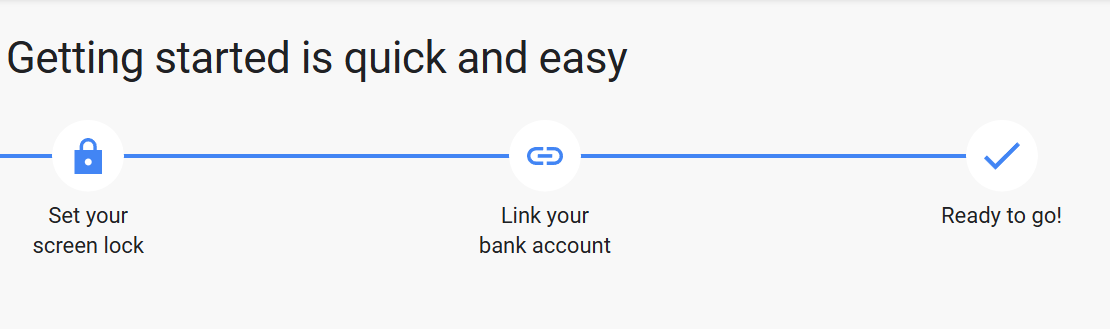 Getting started is quick and easy
Set your
screen lock
Link your
bank account
Ready to go!